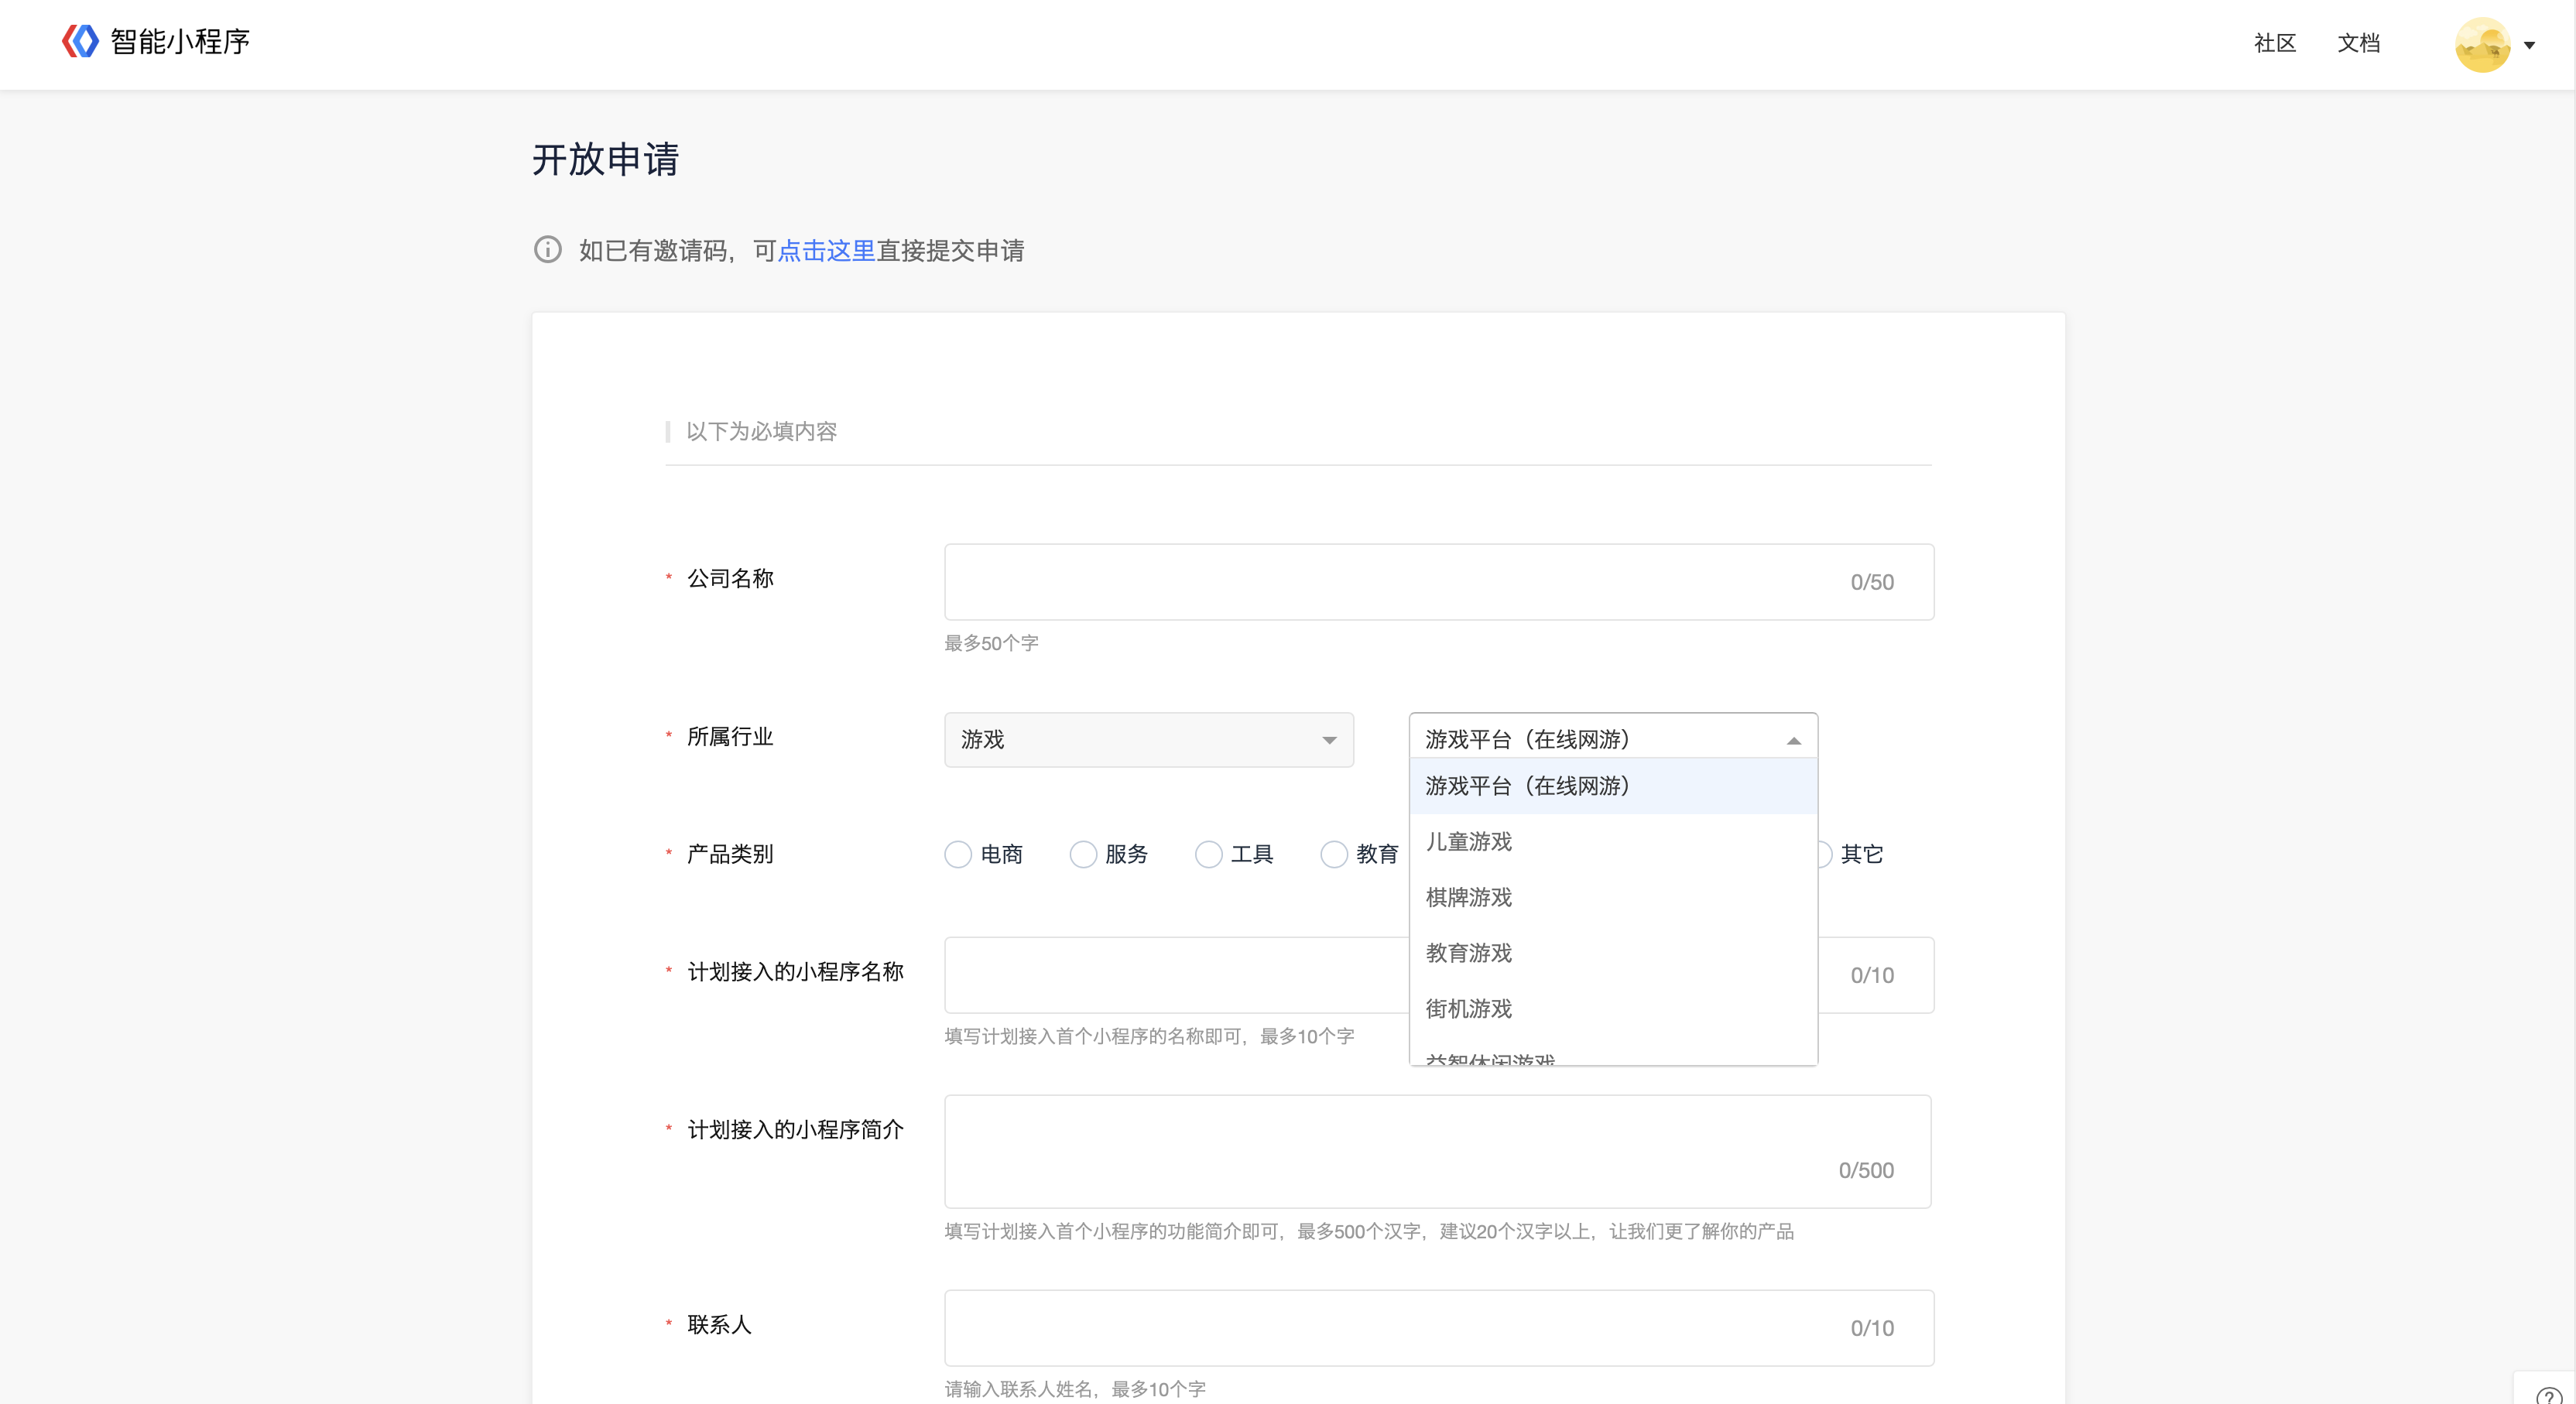 智能小程序
社区 文档
开放申请
如已有邀请码，可点击这里直接提交申请
以下为必填内容
* 公司名称 0/50
最多50个字
* 所属行业 游戏 游戏平台（在线网游）
游戏平台（在线网游）
儿童游戏
* 产品类别 电商 服务 工具 教育 其它
棋牌游戏
教育游戏
* 计划接入的小程序名称 0/10
街机游戏
填写计划接入首个小程序的名称即可，最多10个字
益智休闲游戏
* 计划接入的小程序简介
0/500
填写计划接入首个小程序的功能简介即可，最多500个汉字，建议20个汉字以上，让我们更了解你的产品
* 联系人 0/10
请输入联系人姓名，最多10个字